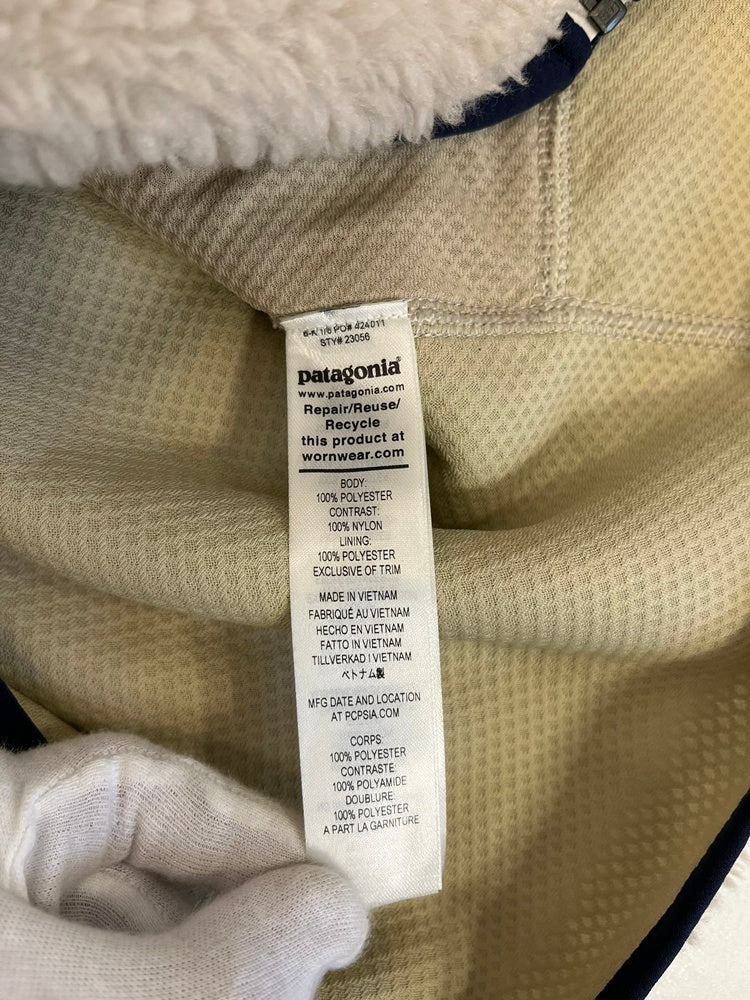 6-K 1/6 PO# 424011
STY# 23056
patagonia®
www.patagonia.com
Repair/Reuse/
Recycle
this product at
wornwear.com
BODY:
100% POLYESTER
CONTRAST:
100% NYLON
LINING:
100% POLYESTER
EXCLUSIVE OF TRIM
MADE IN VIETNAM
FABRIQUÉ AU VIETNAM
HECHO EN VIETNAM
FATTO IN VIETNAM
TILLVERKAD I VIETNAM
ベトナム製
MFG DATE AND LOCATION
AT PCPSIA.COM
CORPS:
100% POLYESTER
CONTRASTE:
100% POLYAMIDE
DOUBLURE:
100% POLYESTER
A PART LA GARNITURE